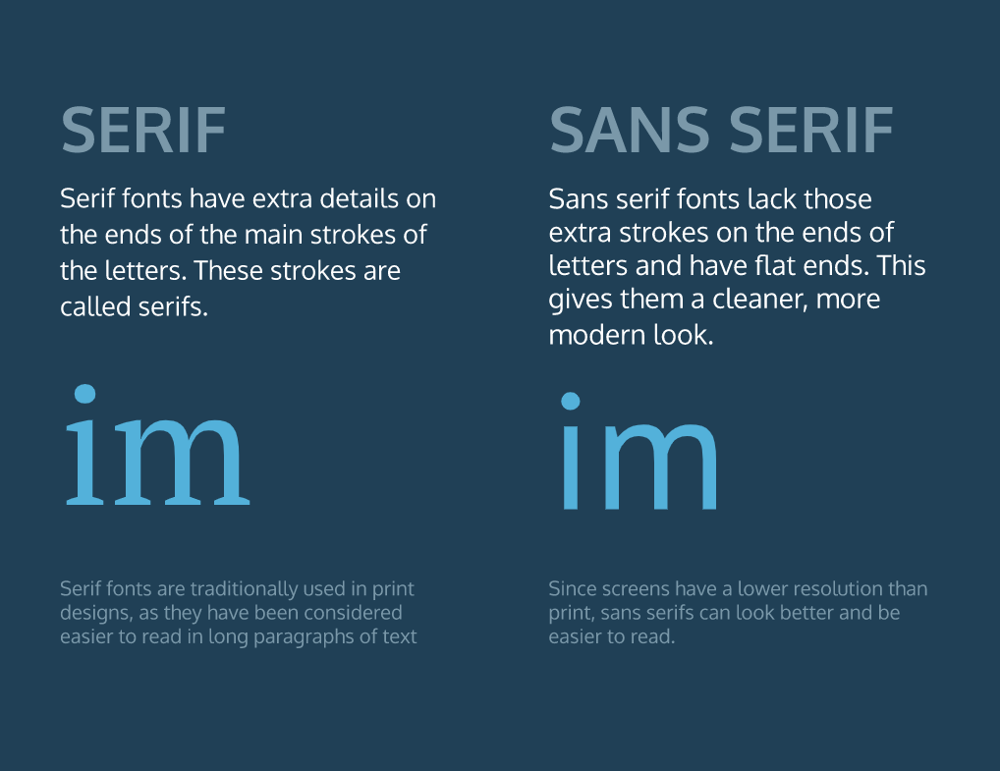 SERIF
Serif fonts have extra details on
the ends of the main strokes of
the letters. These strokes are
called serifs.
im
Serif fonts are traditionally used in print
designs, as they have been considered
easier to read in long paragraphs of text
SANS SERIF
Sans serif fonts lack those
extra strokes on the ends of
letters and have flat ends. This
gives them a cleaner, more
modern look.
im
Since screens have a lower resolution than
print, sans serifs can look better and be
easier to read.